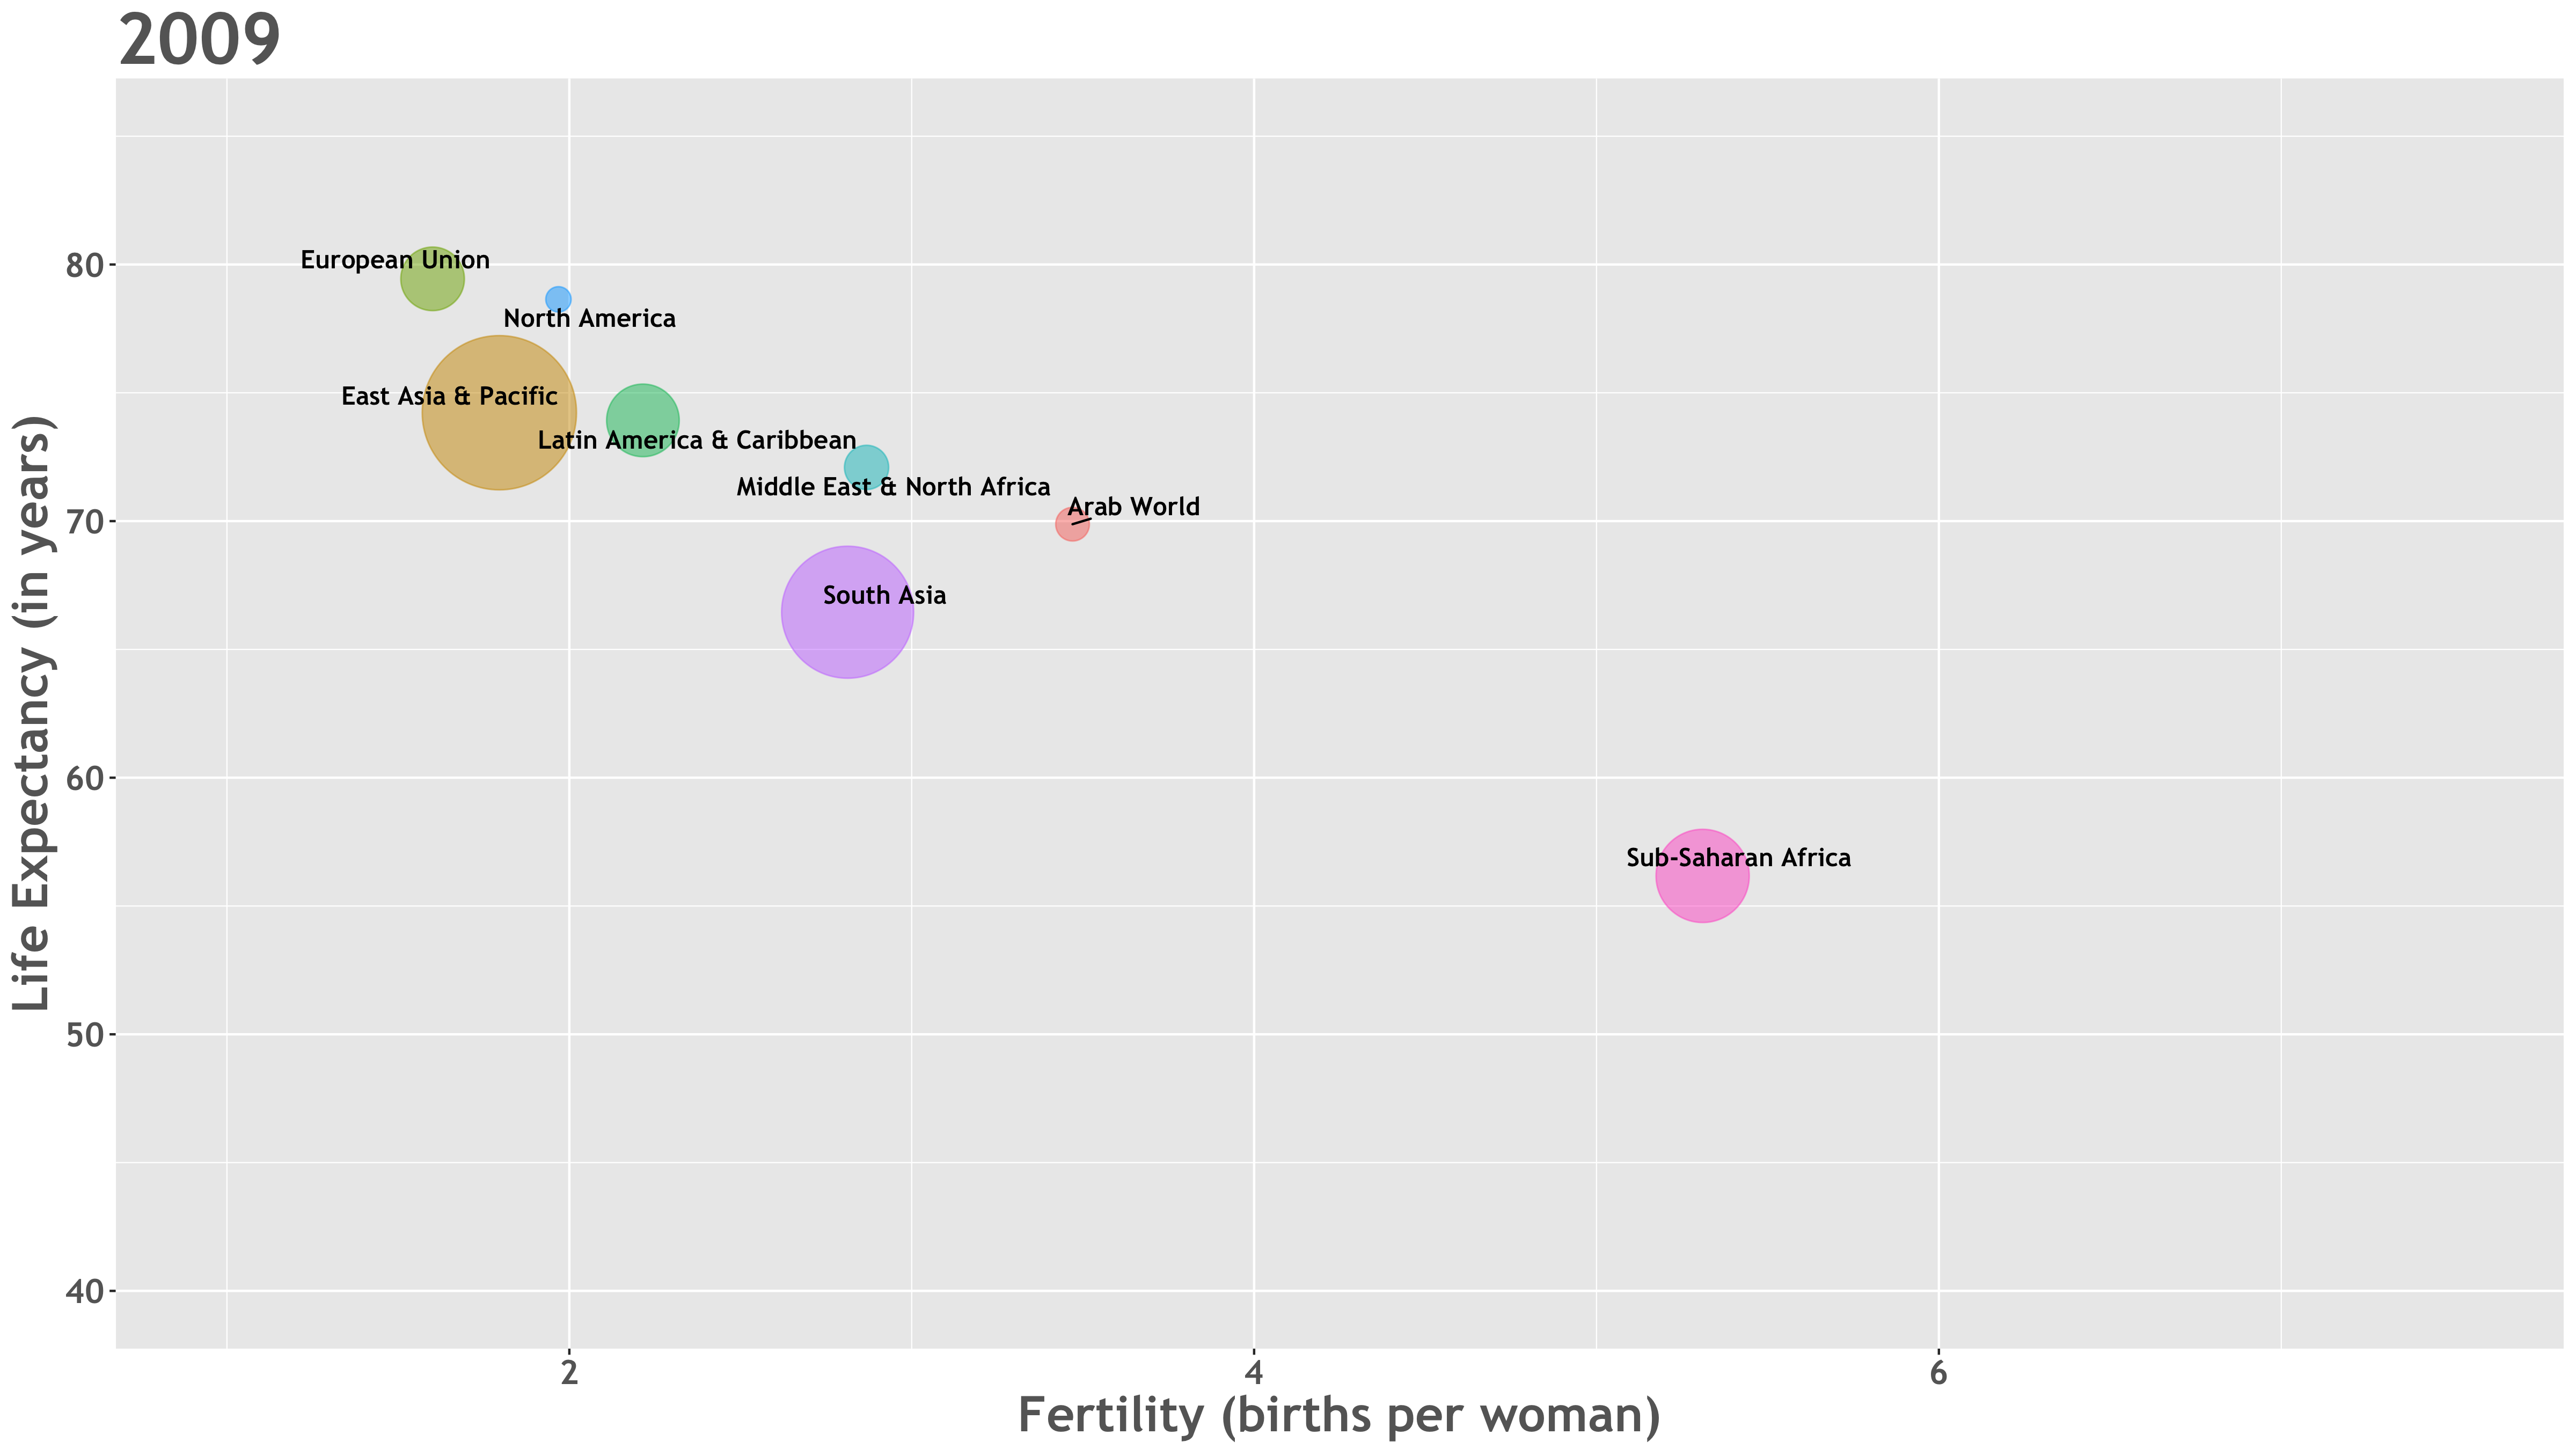 2009
European Union
North America
East Asia & Pacific
Latin America & Caribbean
Middle East & North Africa
Arab World
South Asia
Sub-Saharan Africa
80
70
60
50
40
2
4
6
Life Expectancy (in years)
Fertility (births per woman)